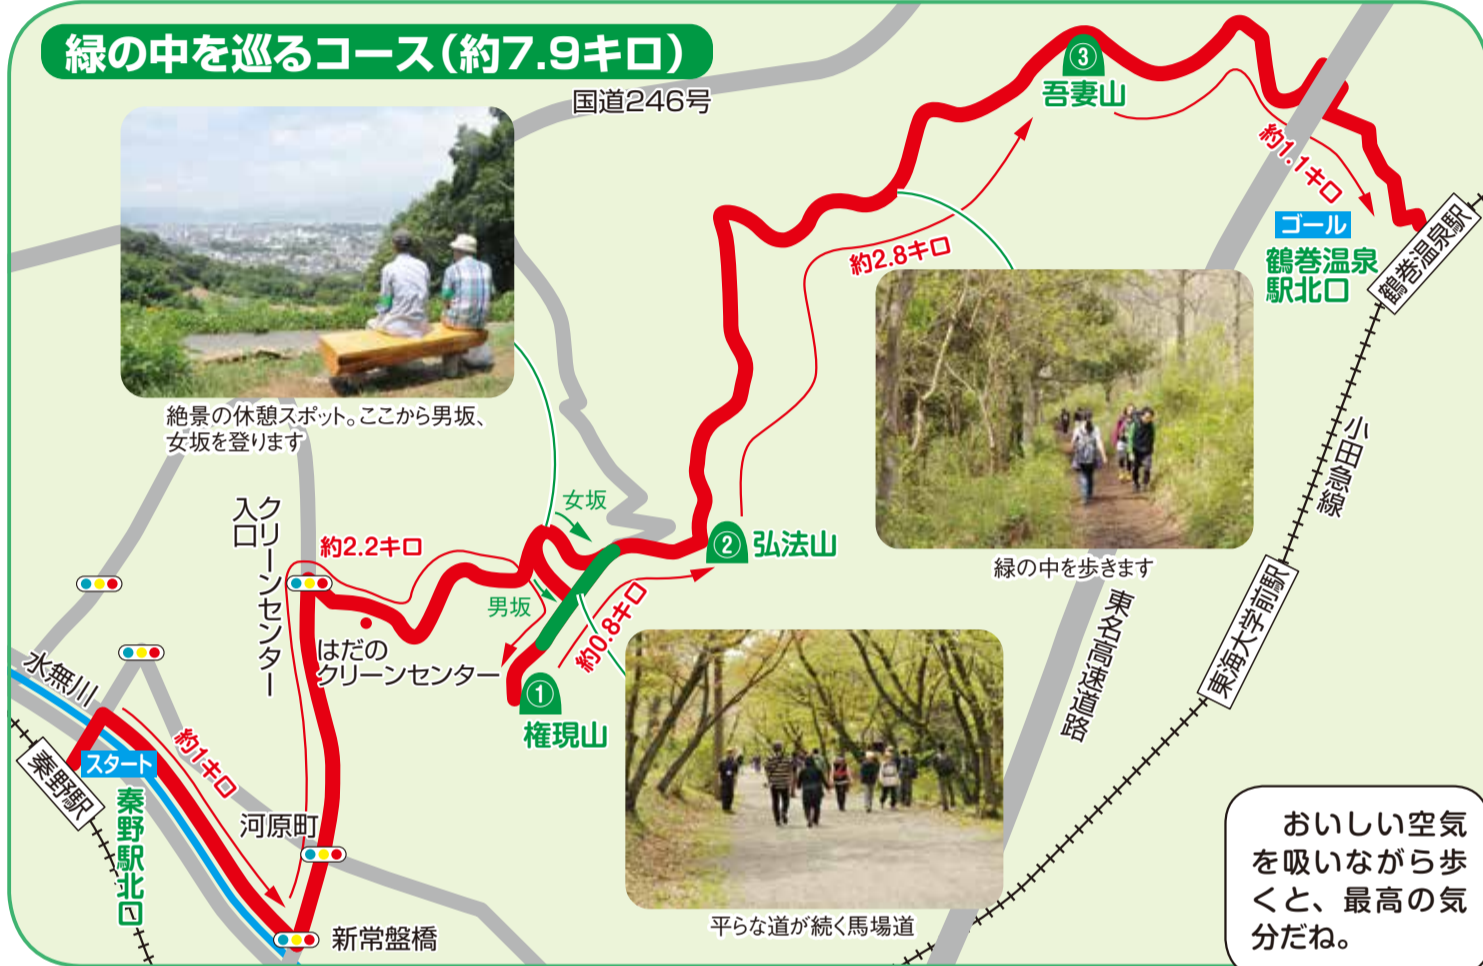 緑の中を巡るコース(約7.9キロ)
国道246号
③
吾妻山
約1.1キロ
ゴール
鶴巻温泉
駅北口
鶴巻温泉駅
約2.8キロ
絶景の休憩スポット。ここから男坂、
女坂を登ります
小田急線
クリーンセンター
入口
約2.2キロ
女坂
男坂
②
弘法山
緑の中を歩きます
東名高速道路
東海大学前駅
はだの
クリーンセンター
約0.8キロ
①
権現山
水無川
秦野駅
スタート
秦野駅北口
約1キロ
河原町
新常盤橋
平らな道が続く馬場道
おいしい空気
を吸いながら歩
くと、最高の気
分だね。